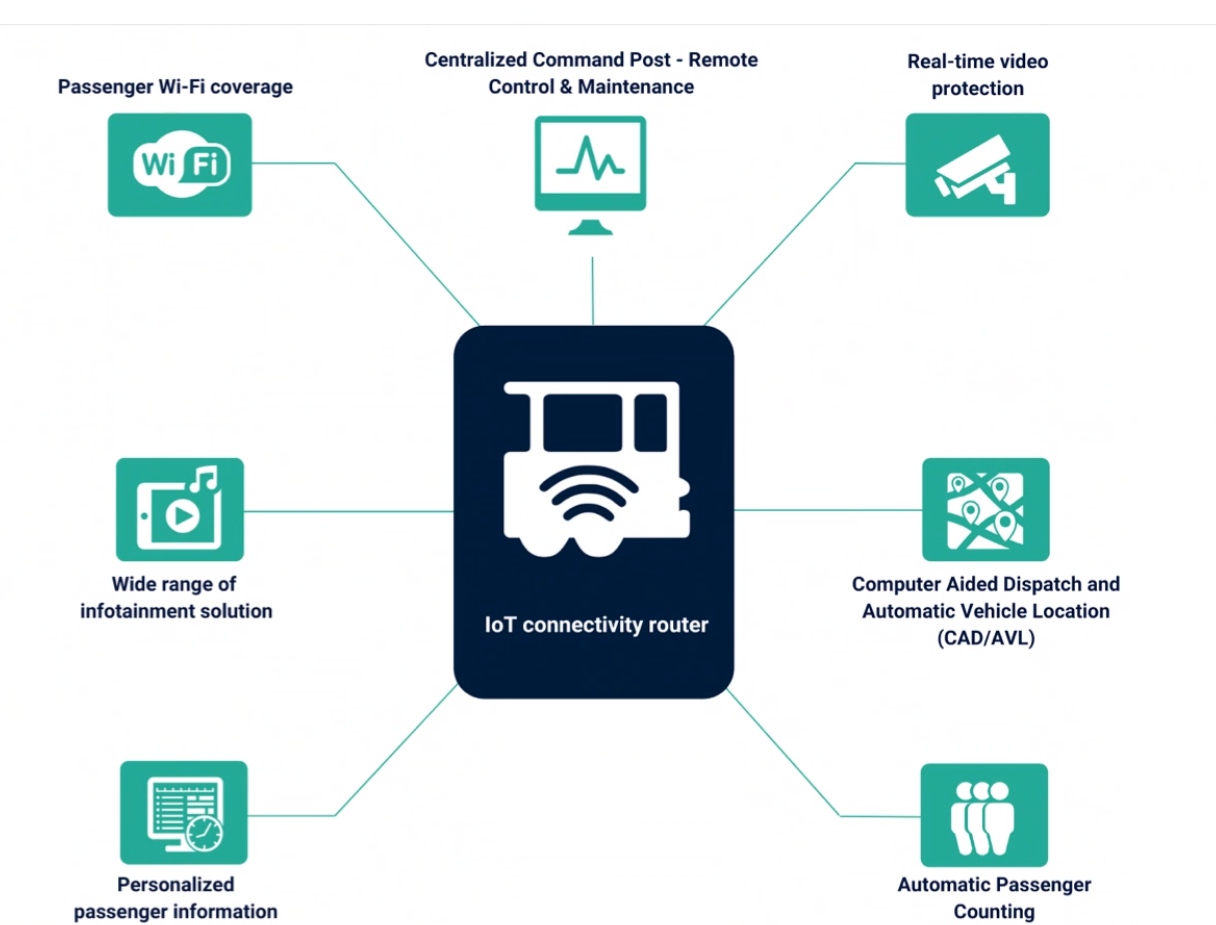 Passenger Wi-Fi coverage
Centralized Command Post - Remote
Control & Maintenance
Real-time video
protection
Wi Fi
IoT connectivity router
Wide range of
infotainment solution
Computer Aided Dispatch and
Automatic Vehicle Location
(CAD/AVL)
Personalized
passenger information
Automatic Passenger
Counting